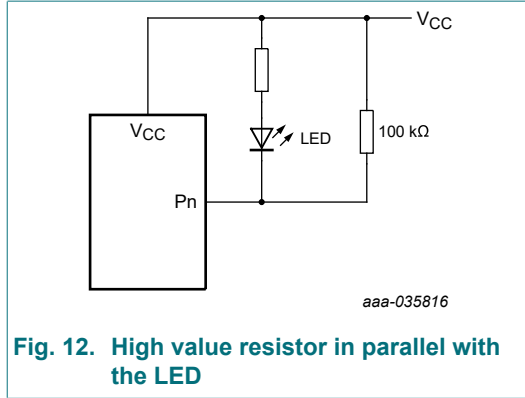 VCC
VCC
LED
100 kΩ
Pn
aaa-035816
Fig. 12. High value resistor in parallel with
the LED